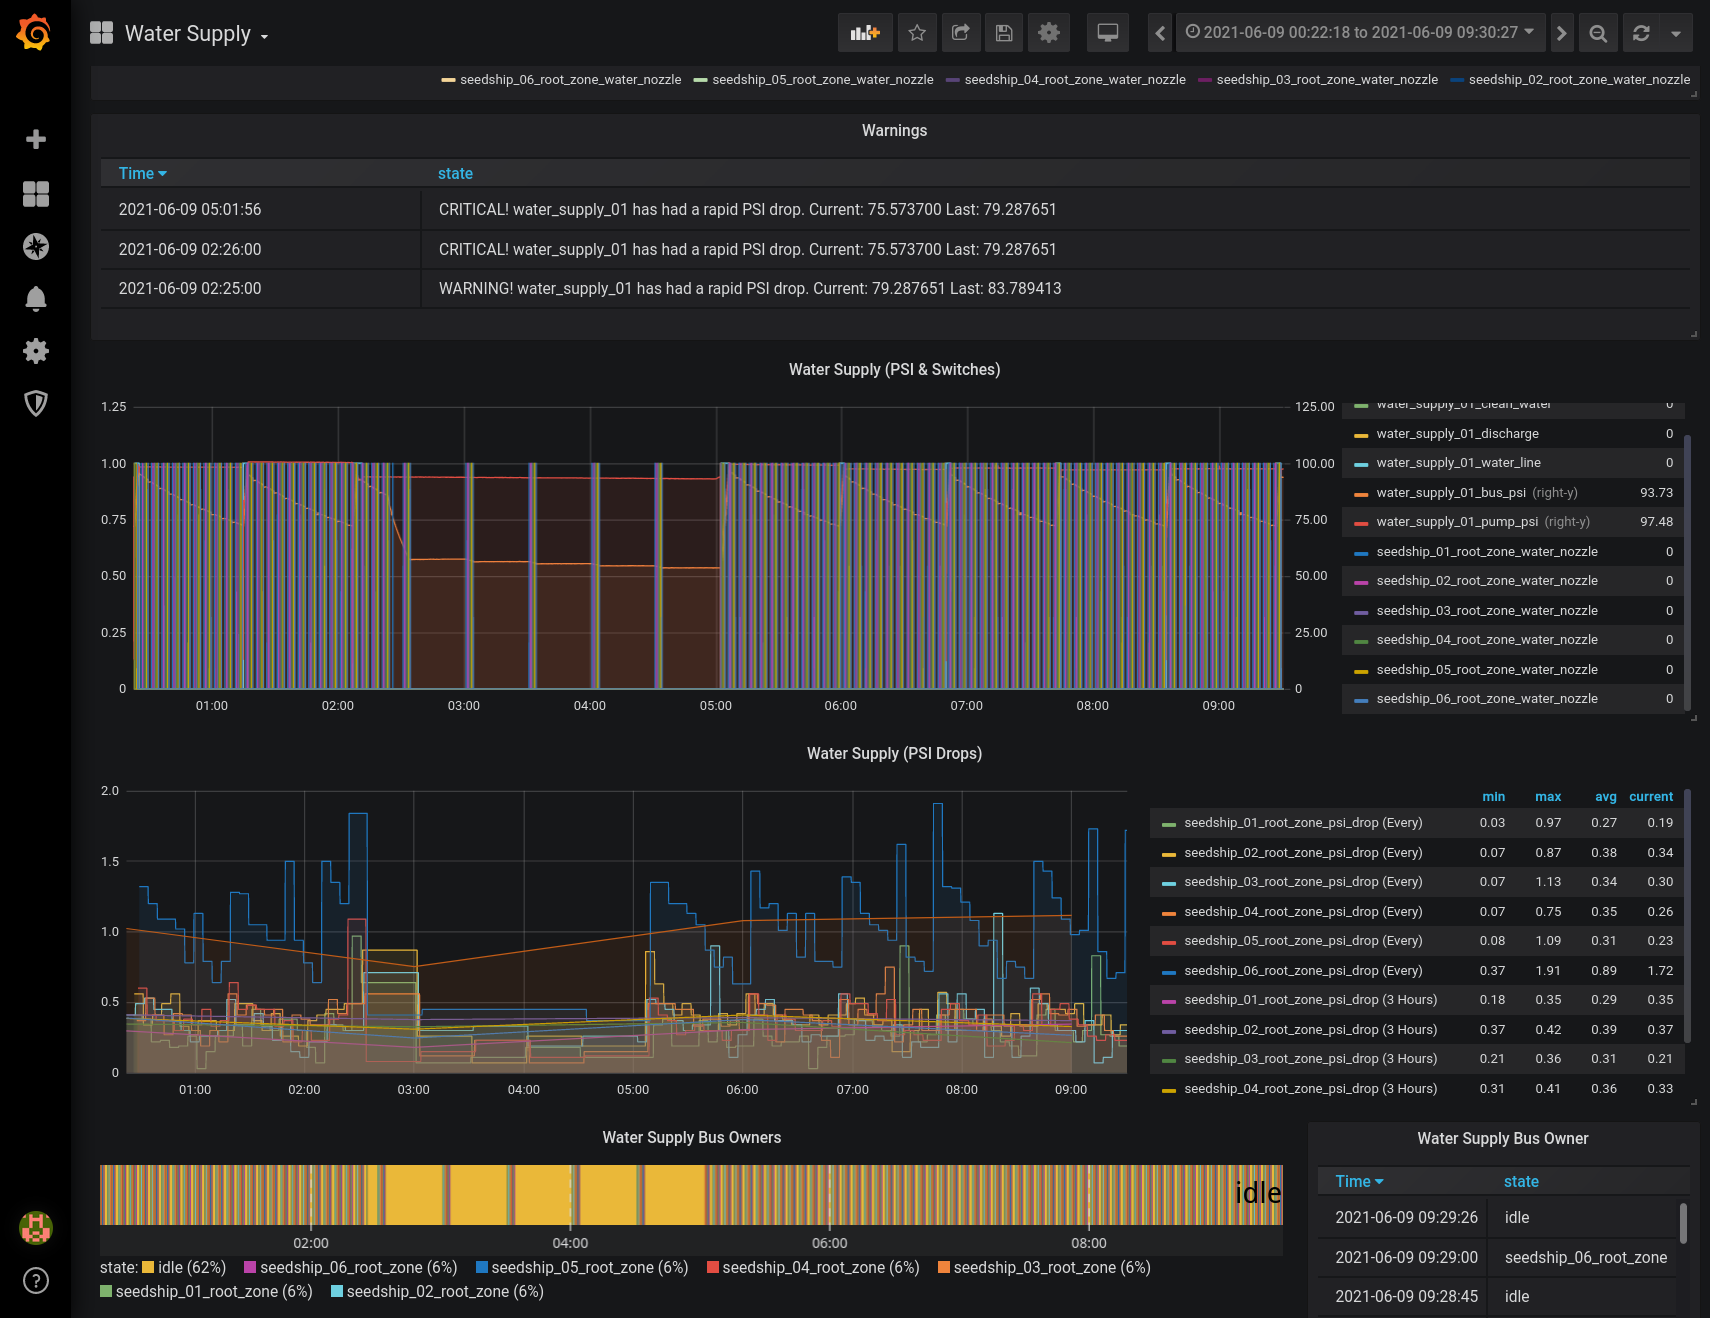 Water Supply
2021-06-09 00:22:18 to 2021-06-09 09:30:27
seedship_06_root_zone_water_nozzle seedship_05_root_zone_water_nozzle seedship_04_root_zone_water_nozzle seedship_03_root_zone_water_nozzle seedship_02_root_zone_water_nozzle
Warnings
Time state
2021-06-09 05:01:56 CRITICAL! water_supply_01 has had a rapid PSI drop. Current: 75.573700 Last: 79.287651
2021-06-09 02:26:00 CRITICAL! water_supply_01 has had a rapid PSI drop. Current: 75.573700 Last: 79.287651
2021-06-09 02:25:00 WARNING! water_supply_01 has had a rapid PSI drop. Current: 79.287651 Last: 83.789413
Water Supply (PSI & Switches)
1.25
1.00
0.75
0.50
0.25
0
125.00
100.00
75.00
50.00
25.00
0
01:00 02:00 03:00 04:00 05:00 06:00 07:00 08:00 09:00
water_supply_01_clean_water 0
water_supply_01_discharge 0
water_supply_01_water_line 0
water_supply_01_bus_psi (right-y) 93.73
water_supply_01_pump_psi (right-y) 97.48
seedship_01_root_zone_water_nozzle 0
seedship_02_root_zone_water_nozzle 0
seedship_03_root_zone_water_nozzle 0
seedship_04_root_zone_water_nozzle 0
seedship_05_root_zone_water_nozzle 0
seedship_06_root_zone_water_nozzle 0
Water Supply (PSI Drops)
2.0
1.5
1.0
0.5
0
01:00 02:00 03:00 04:00 05:00 06:00 07:00 08:00 09:00
min max avg current
seedship_01_root_zone_psi_drop (Every) 0.03 0.97 0.27 0.19
seedship_02_root_zone_psi_drop (Every) 0.07 0.87 0.38 0.34
seedship_03_root_zone_psi_drop (Every) 0.07 1.13 0.34 0.30
seedship_04_root_zone_psi_drop (Every) 0.07 0.75 0.35 0.26
seedship_05_root_zone_psi_drop (Every) 0.08 1.09 0.31 0.23
seedship_06_root_zone_psi_drop (Every) 0.37 1.91 0.89 1.72
seedship_01_root_zone_psi_drop (3 Hours) 0.18 0.35 0.29 0.35
seedship_02_root_zone_psi_drop (3 Hours) 0.37 0.42 0.39 0.37
seedship_03_root_zone_psi_drop (3 Hours) 0.21 0.36 0.31 0.21
seedship_04_root_zone_psi_drop (3 Hours) 0.31 0.41 0.36 0.33
Water Supply Bus Owners
idle
02:00 04:00 06:00 08:00
state: idle (62%) seedship_06_root_zone (6%) seedship_05_root_zone (6%) seedship_04_root_zone (6%) seedship_03_root_zone (6%)
seedship_01_root_zone (6%) seedship_02_root_zone (6%)
Water Supply Bus Owner
Time state
2021-06-09 09:29:26 idle
2021-06-09 09:29:00 seedship_06_root_zone
2021-06-09 09:28:45 idle